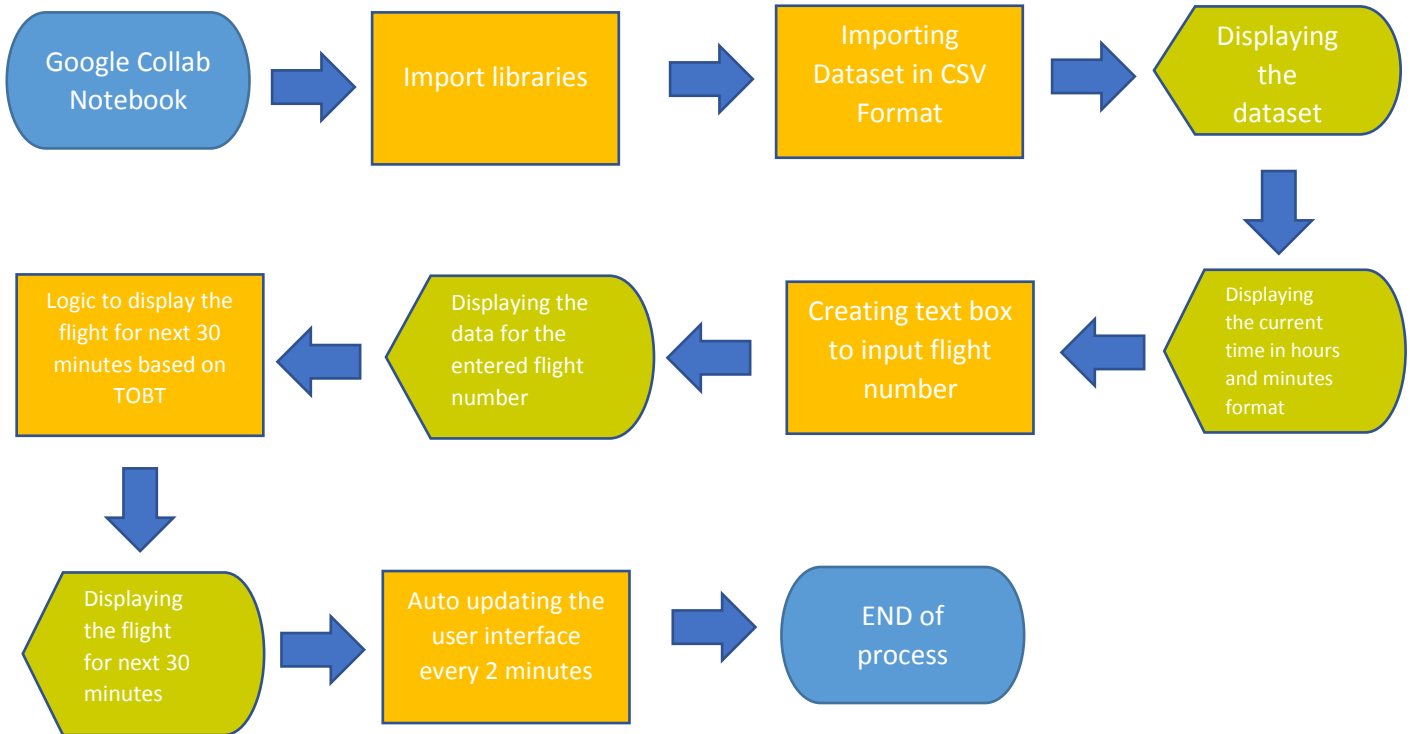 Google Collab
Notebook
Import libraries
Importing
Dataset in CSV
Format
Displaying
the
dataset
Displaying
the current
time in hours
and minutes
format
Creating text box
to input flight
number
Displaying the
data for the
entered flight
number
Logic to display the
flight for next 30
minutes based on
TOBT
Displaying
the flight
for next 30
minutes
Auto updating the
user interface
every 2 minutes
END of
process